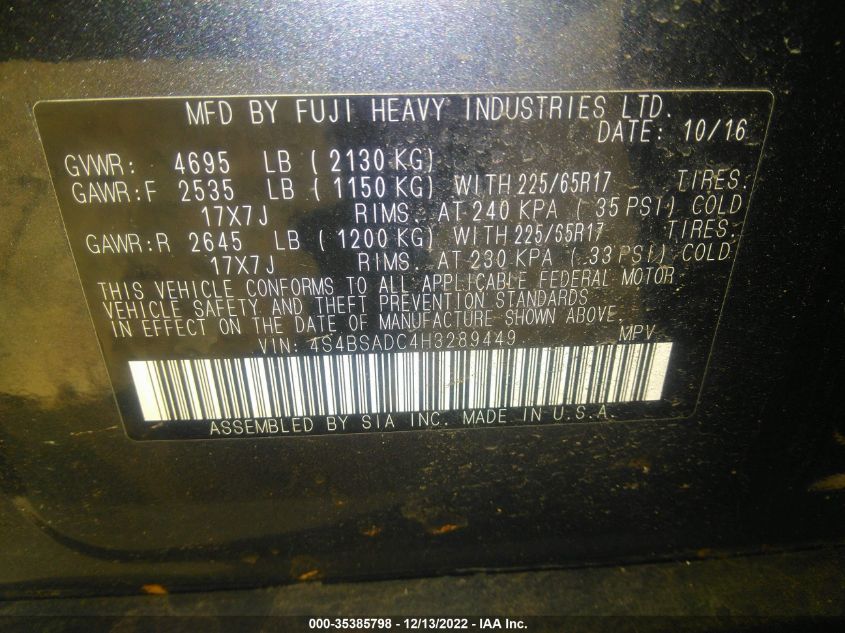 MFD BY FUJI HEAVY INDUSTRIES LTD.
DATE: 10/16
GVWR: 4695 LB ( 2130 KG)
GAWR:F 2535 LB ( 1150 KG) WITH 225/65R17 TIRES:
17X7J RIMS. AT 240 KPA ( 35 PSI) COLD
GAWR:R 2645 LB ( 1200 KG) WITH 225/65R17 TIRES:
17X7J RIMS. AT 230 KPA ( 33 PSI) COLD
THIS VEHICLE CONFORMS TO ALL APPLICABLE FEDERAL MOTOR
VEHICLE SAFETY AND THEFT PREVENTION STANDARDS
IN EFFECT ON THE DATE OF MANUFACTURE SHOWN ABOVE.
VIN: 4S4BSADC4H3289449 MPV
ASSEMBLED BY SIA INC. MADE IN U.S.A.
000-35385798 - 12/13/2022 - IAA Inc.